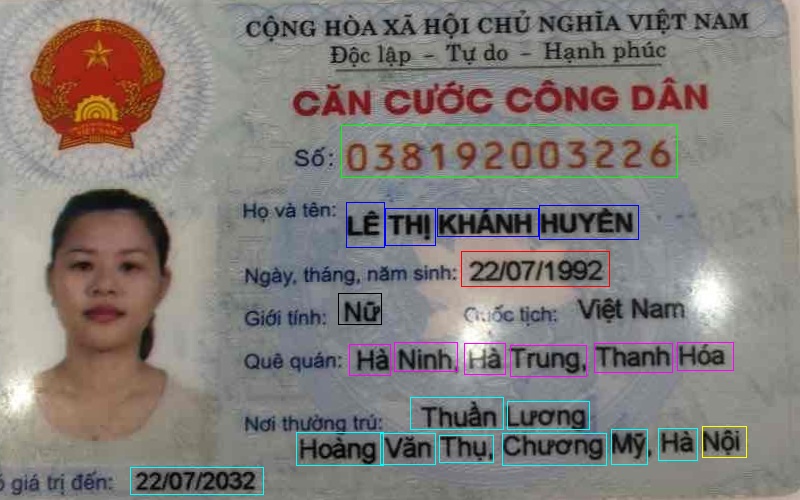 CỘNG HÒA XÃ HỘI CHỦ NGHĨA VIỆT NAM
Độc lập – Tự do – Hạnh phúc
CĂN CƯỚC CÔNG DÂN
Số: 038192003226
Họ và tên: LÊ THỊ KHÁNH HUYỀN
Ngày, tháng, năm sinh: 22/07/1992
Giới tính: Nữ Quốc tịch: Việt Nam
Quê quán: Hà Ninh, Hà Trung, Thanh Hóa
Nơi thường trú: Thuần Lương
Hoàng Văn Thụ, Chương Mỹ, Hà Nội
giá trị đến: 22/07/2032